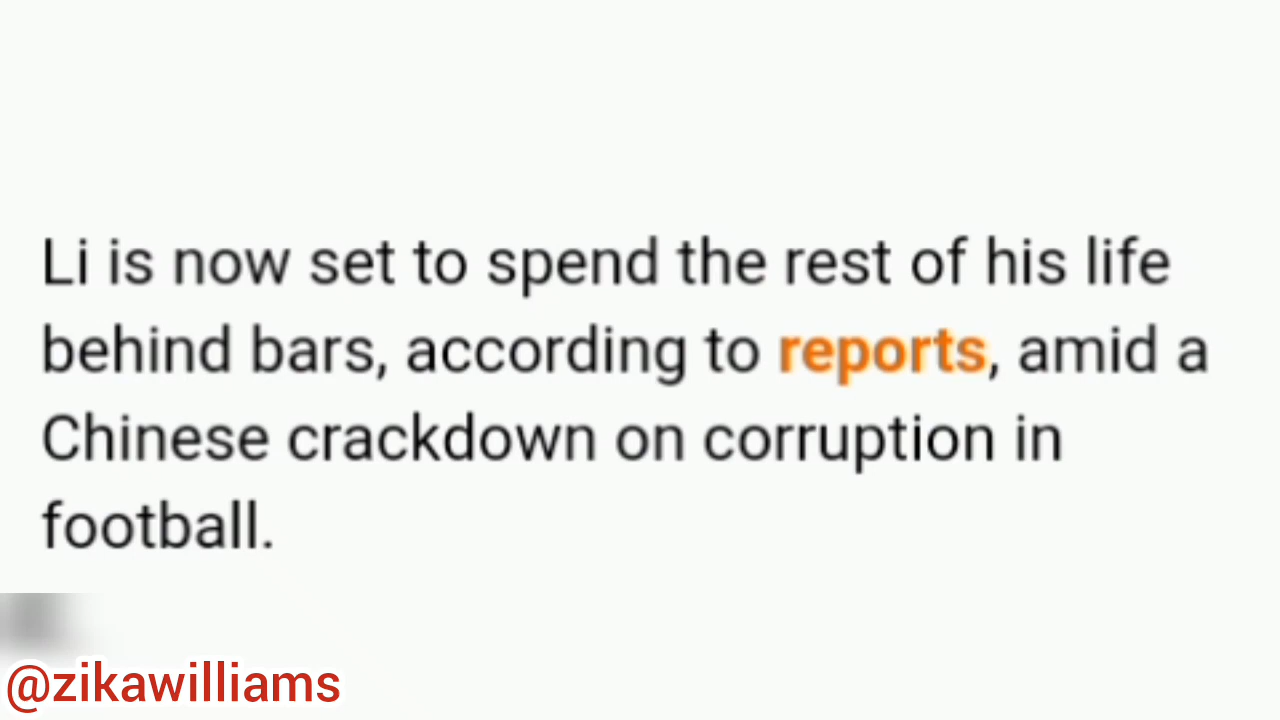 Li is now set to spend the rest of his life
behind bars, according to reports, amid a
Chinese crackdown on corruption in
football.
@zikawilliams